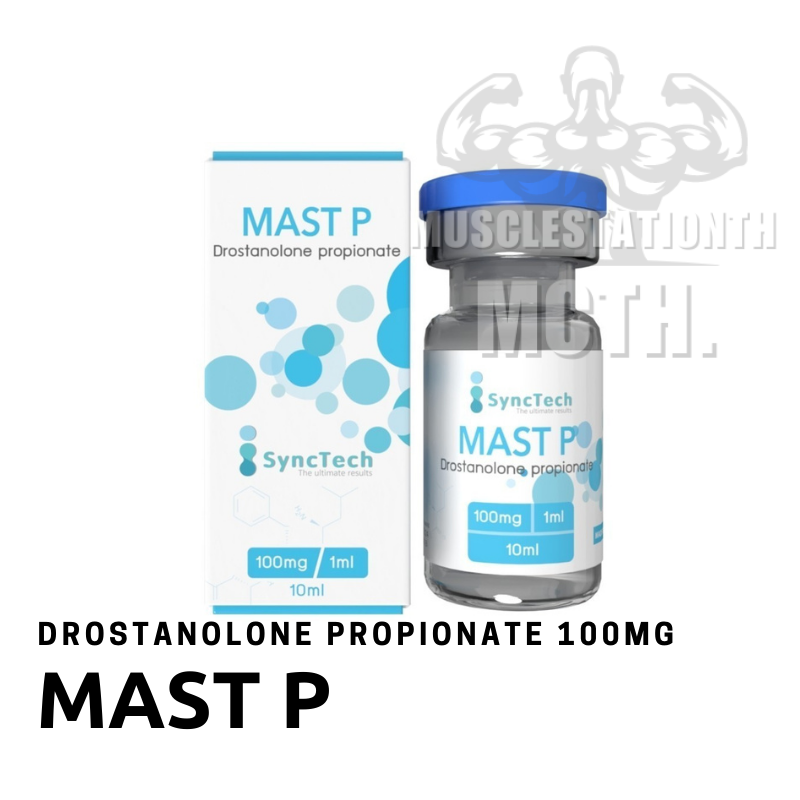 MUSCLESTATIONTH
MCTH.
MAST P
Drostanolone propionate
SyncTech
The ultimate results
100mg / 1ml
10ml
SyncTech
The ultimate results
MAST P
Drostanolone propionate
100mg 1ml
10ml
DROSTANOLONE PROPIONATE 100MG
MAST P